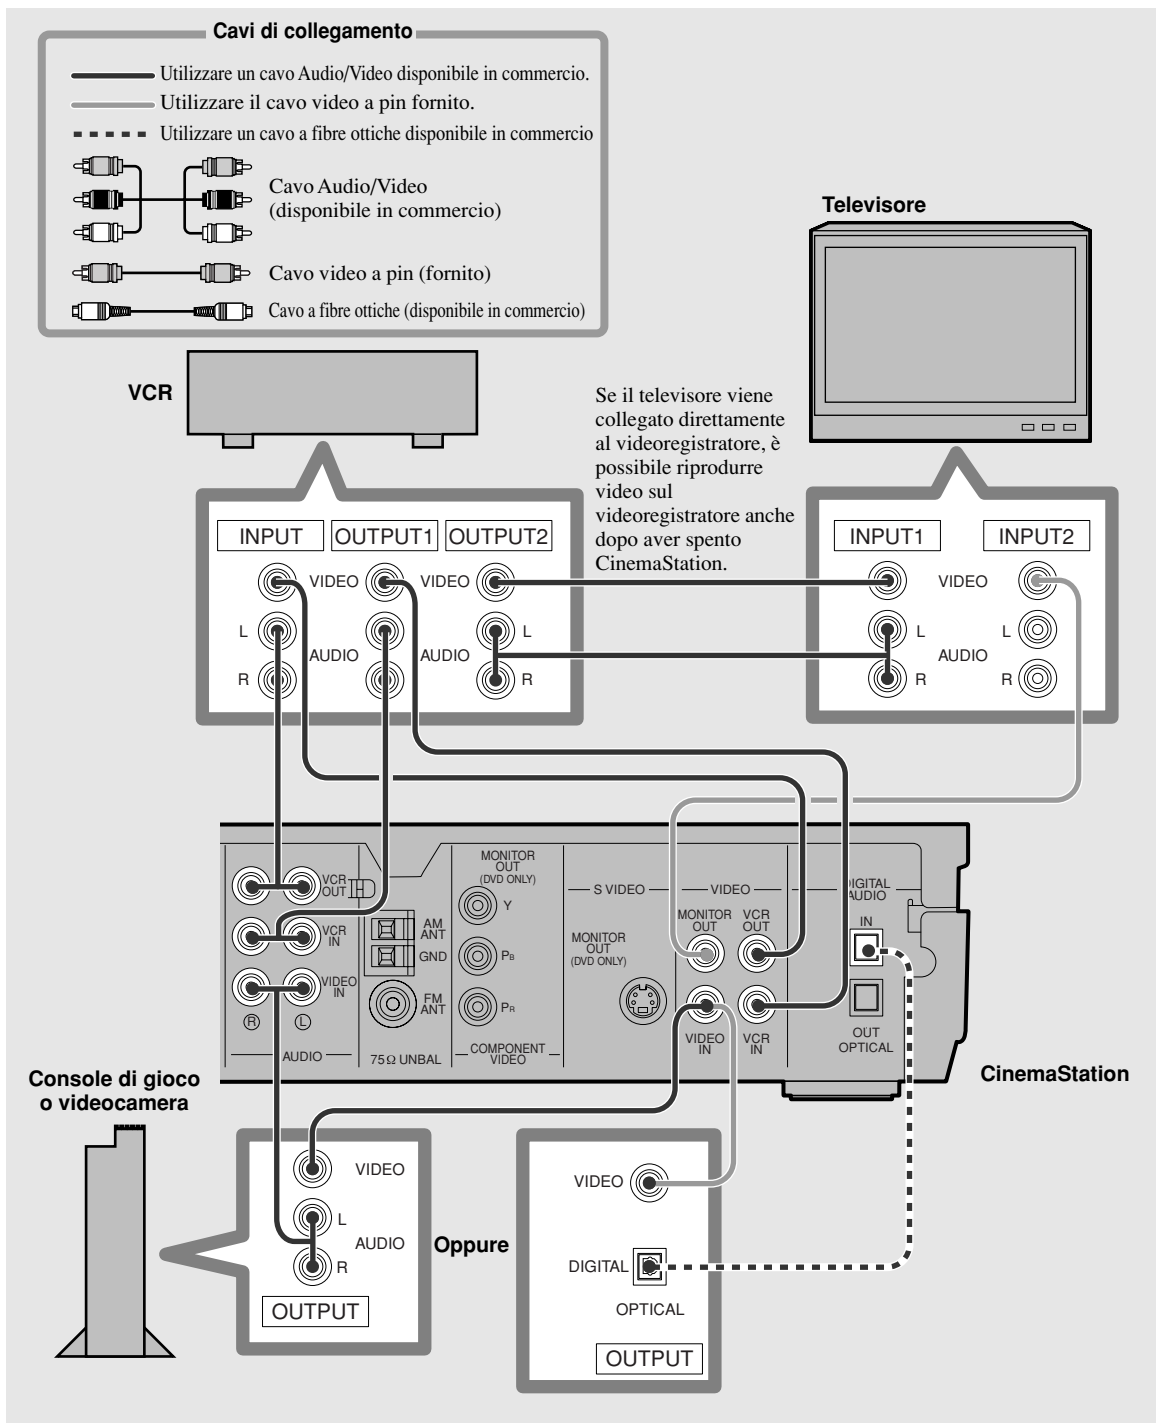 Cavi di collegamento
Utilizzare un cavo Audio/Video disponibile in commercio.
Utilizzare il cavo video a pin fornito.
Utilizzare un cavo a fibre ottiche disponibile in commercio
Cavo Audio/Video
(disponibile in commercio)
Cavo video a pin (fornito)
Cavo a fibre ottiche (disponibile in commercio)
Televisore
VCR
Se il televisore viene
collegato direttamente
al videoregistratore, è
possibile riprodurre
video sul
videoregistratore anche
dopo aver spento
CinemaStation.
INPUT
OUTPUT1
OUTPUT2
VIDEO
VIDEO
L
L
AUDIO
AUDIO
R
R
INPUT1
INPUT2
VIDEO
L
L
AUDIO
R
R
VCR
OUT
VCR
IN
VIDEO
IN
R
L
AUDIO
AM
ANT
GND
FM
ANT
75Ω UNBAL
MONITOR
OUT
(DVD ONLY)
Y
PB
PR
COMPONENT
VIDEO
S VIDEO
MONITOR
OUT
(DVD ONLY)
VIDEO
MONITOR
OUT
VCR
OUT
VIDEO
IN
VCR
IN
DIGITAL
AUDIO
IN
OUT
OPTICAL
CinemaStation
Console di gioco
o videocamera
VIDEO
L
AUDIO
R
OUTPUT
Oppure
VIDEO
DIGITAL
OPTICAL
OUTPUT